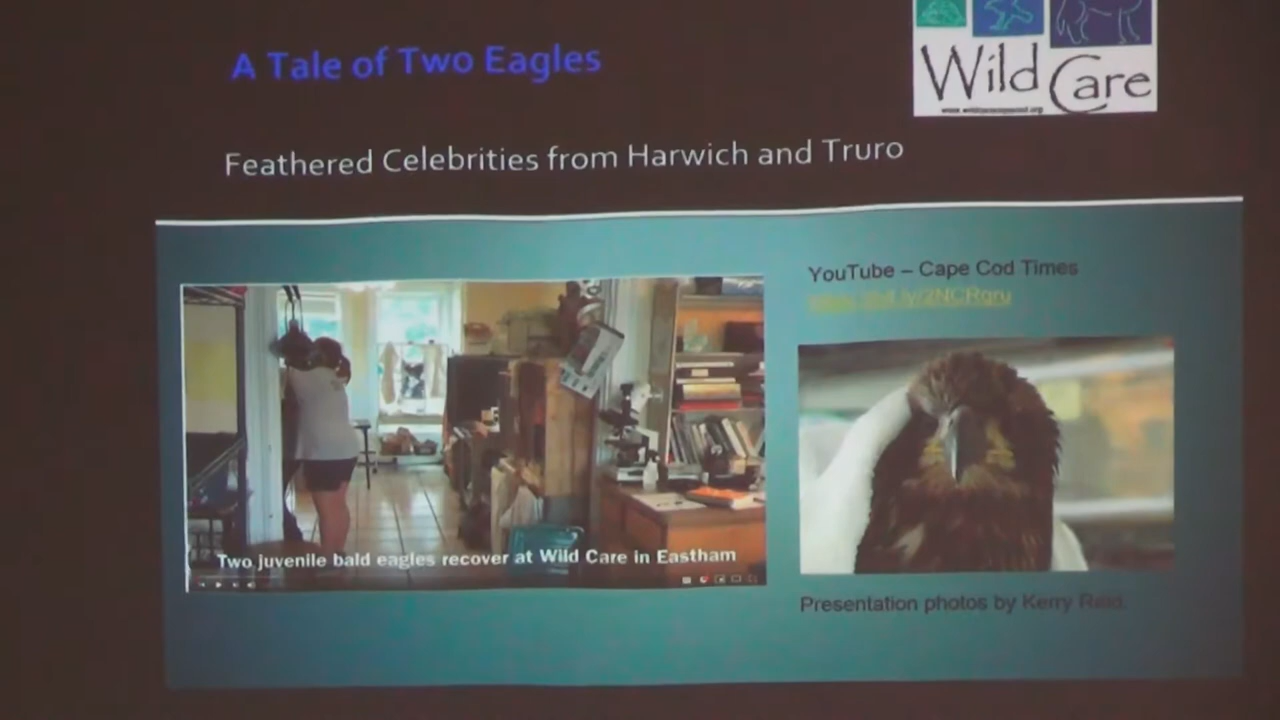 A Tale of Two Eagles
Wild Care
Feathered Celebrities from Harwich and Truro
YouTube – Cape Cod Times
Two juvenile bald eagles recover at Wild Care in Eastham
Presentation photos by Kerry